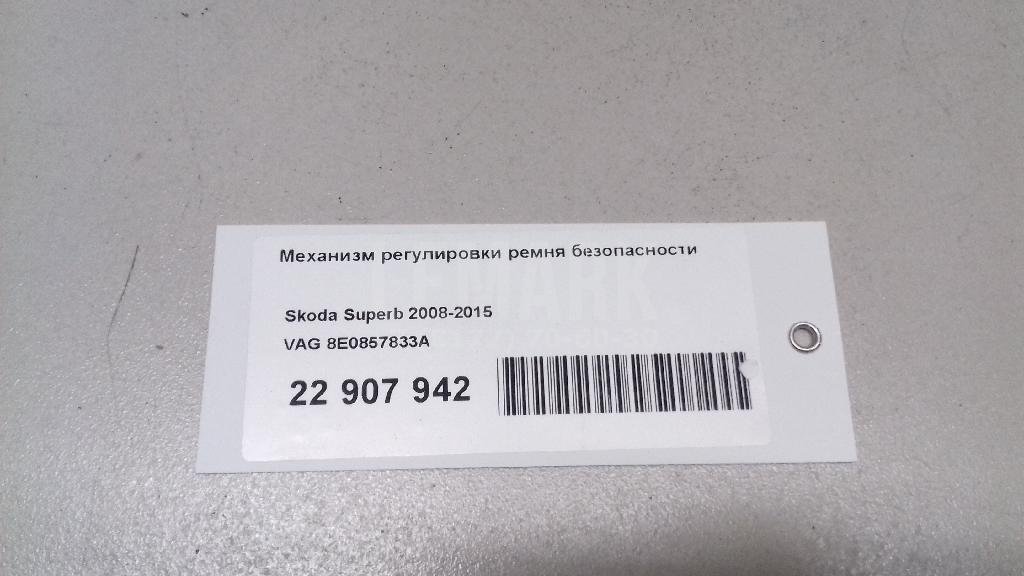 Механизм регулировки ремня безопасности
Skoda Superb 2008-2015
VAG 8E0857833A
22 907 942